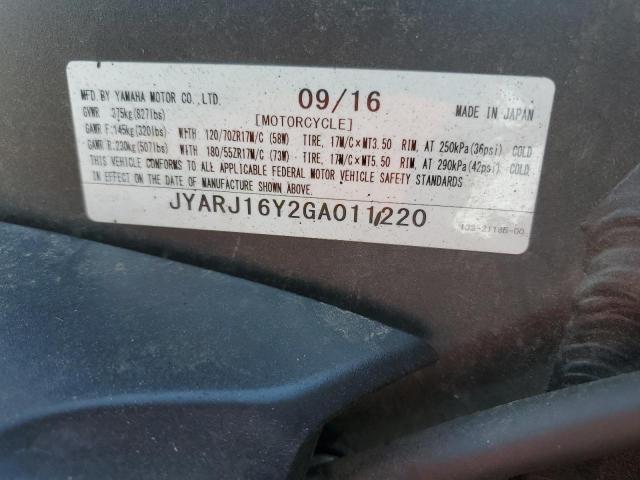 MFD. BY YAMAHA MOTOR CO., LTD. 09/16 MADE IN JAPAN
GVWR 375kg(827lbs) [MOTORCYCLE]
GAWR F:145kg(320lbs) WITH 120/70ZR17M/C (58W) TIRE, 17M/C×MT3.50 RIM, AT 250kPa(36psi) COLD
GAWR R:230kg(507lbs) WITH 180/55ZR17M/C (73W) TIRE, 17M/C×MT5.50 RIM, AT 290kPa(42psi) COLD
THIS VEHICLE CONFORMS TO ALL APPLICABLE FEDERAL MOTOR VEHICLE SAFETY STANDARDS
IN EFFECT ON THE DATE OF MANUFACTURE SHOWN ABOVE.
JYARJ16Y2GA011220